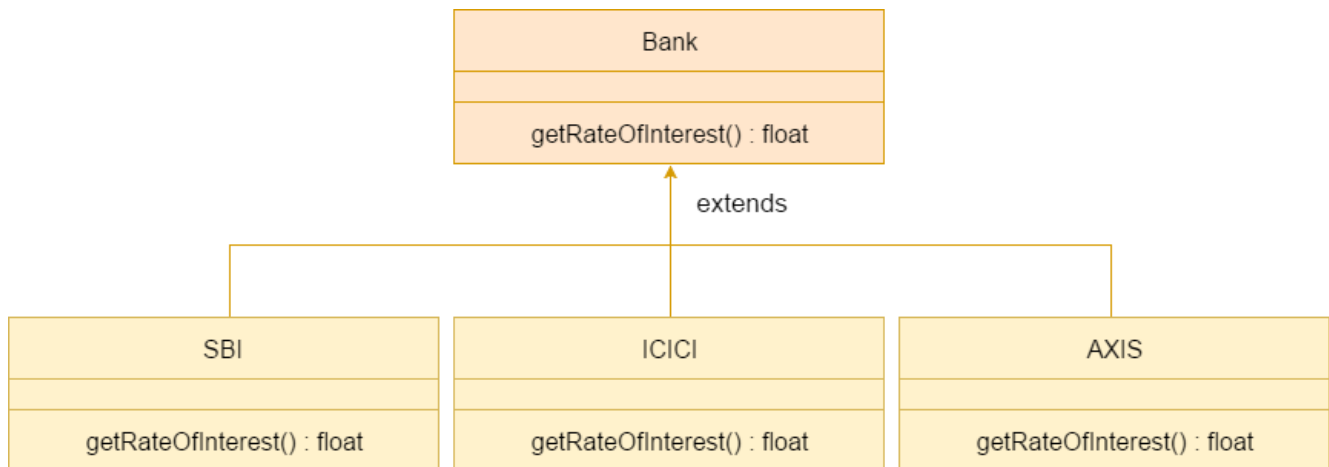 Bank
getRateOfInterest() : float
extends
SBI
ICICI
AXIS
getRateOfInterest() : float
getRateOfInterest() : float
getRateOfInterest() : float